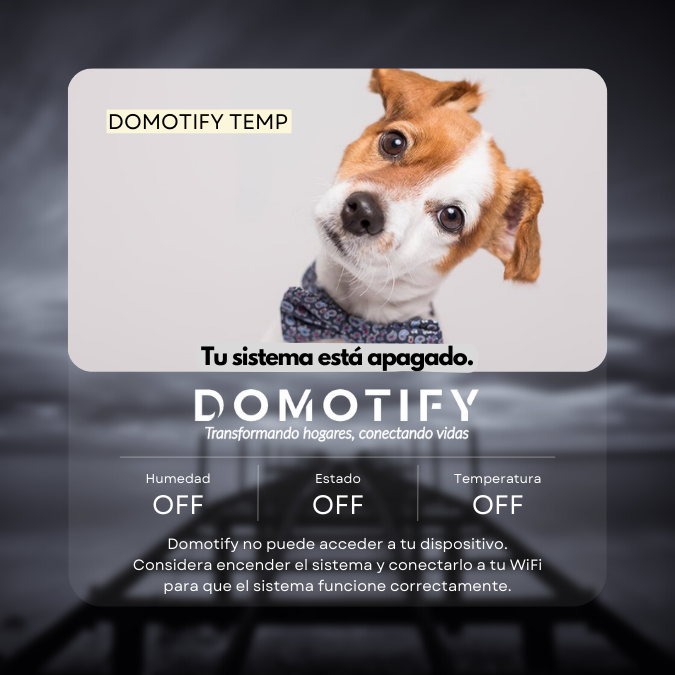 DOMOTIFY TEMP
Tu sistema está apagado.
DOMOTIFY
Transformando hogares, conectando vidas
Humedad Estado Temperatura
OFF OFF OFF
Domotify no puede acceder a tu dispositivo.
Considera encender el sistema y conectarlo a tu WiFi
para que el sistema funcione correctamente.